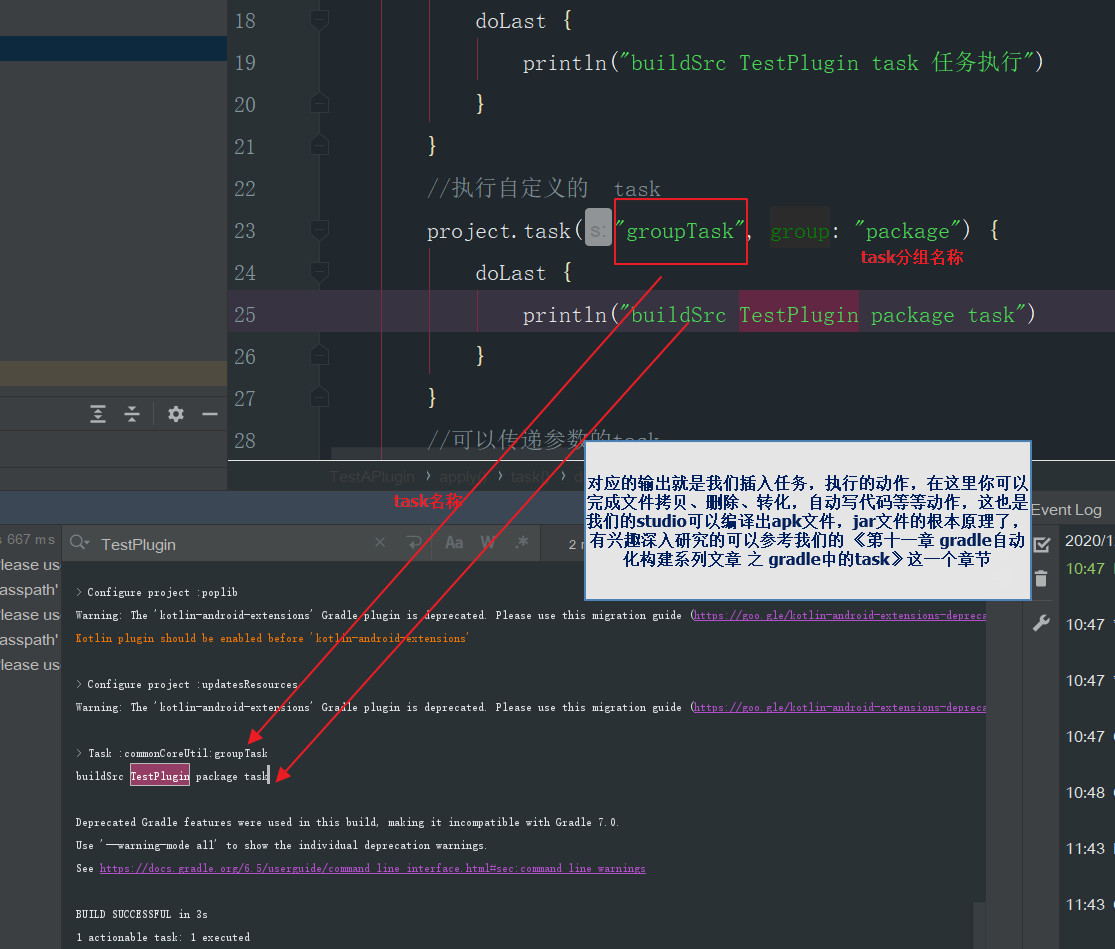 18 doLast {
19 println("buildSrc TestPlugin task 任务执行")
20 }
21 }
22 //执行自定义的 task
23 project.task( s: "groupTask", group: "package") {
task分组名称
24 doLast {
25 println("buildSrc TestPlugin package task")
26 }
27 }
28 //可以传递参数的task
TestAPlugin › apply() › task() ›
task名称
对应的输出就是我们插入任务，执行的动作，在这里你可以
完成文件拷贝、删除、转化，自动写代码等等动作，这也是
我们的studio可以编译出apk文件，jar文件的根本原理了，
有兴趣深入研究的可以参考我们的 《第十一章 gradle自动
化构建系列文章 之 gradle中的task》这一个章节
Event Log
667 ms
TestPlugin
Aa W .*
2
lease us
asspath'
lease us
asspath'
lease us
> Configure project :poplib
Warning: The 'kotlin-android-extensions' Gradle plugin is deprecated. Please use this migration guide (https://goo.gle/kotlin-android-extensions-depreca
Kotlin plugin should be enabled before 'kotlin-android-extensions'
> Configure project :updatesResources
Warning: The 'kotlin-android-extensions' Gradle plugin is deprecated. Please use this migration guide (https://goo.gle/kotlin-android-extensions-depreca
> Task :commonCoreUtil:groupTask
buildSrc TestPlugin package task
Deprecated Gradle features were used in this build, making it incompatible with Gradle 7.0.
Use '--warning-mode all' to show the individual deprecation warnings.
See https://docs.gradle.org/6.5/userguide/command_line_interface.html#sec:command_line_warnings
BUILD SUCCESSFUL in 3s
1 actionable task: 1 executed
2020/1
10:47
10:47
10:47
10:47
10:48
11:43
11:43